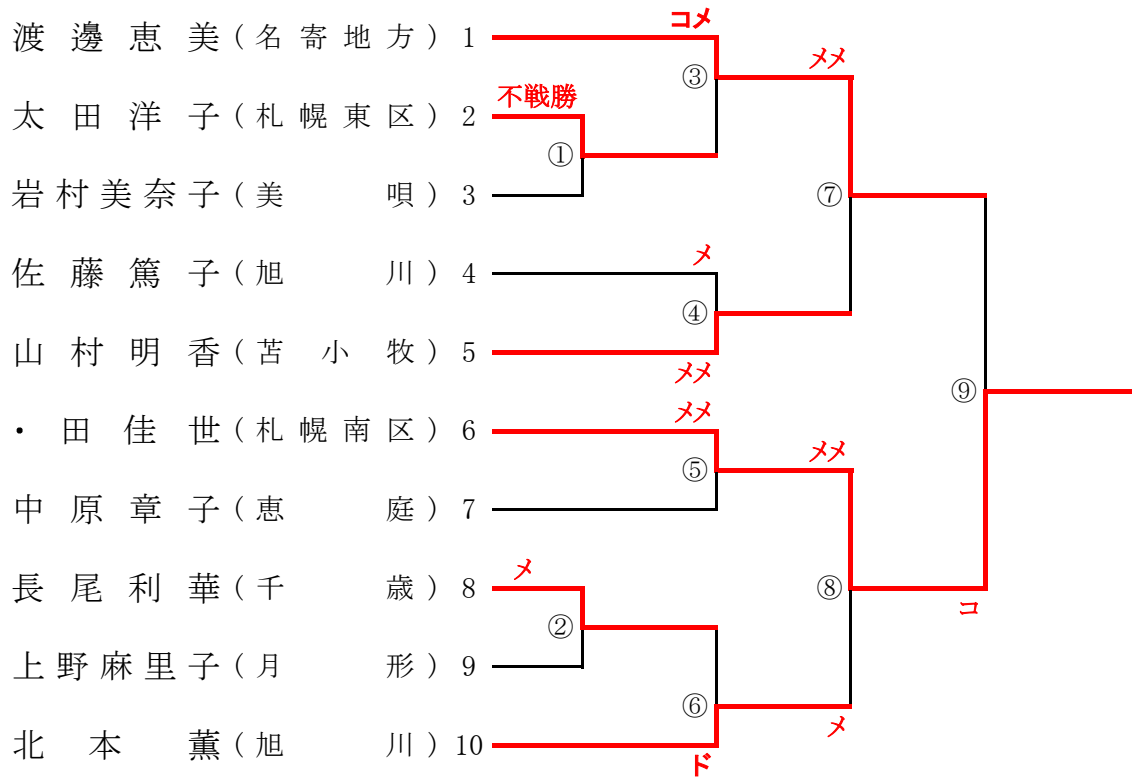 コメ
渡邊恵美(名寄地方) 1
③ メメ
不戦勝
太田洋子(札幌東区) 2
①
岩村美奈子(美唄) 3
⑦
メ
佐藤篤子(旭川) 4
④
山村明香(苫小牧) 5
メメ
⑨
メメ
・田佳世(札幌南区) 6
メメ
⑤
中原章子(恵庭) 7
メ
長尾利華(千歳) 8
⑧
コ
②
上野麻里子(月形) 9
⑥
メ
北本薫(旭川) 10
ド